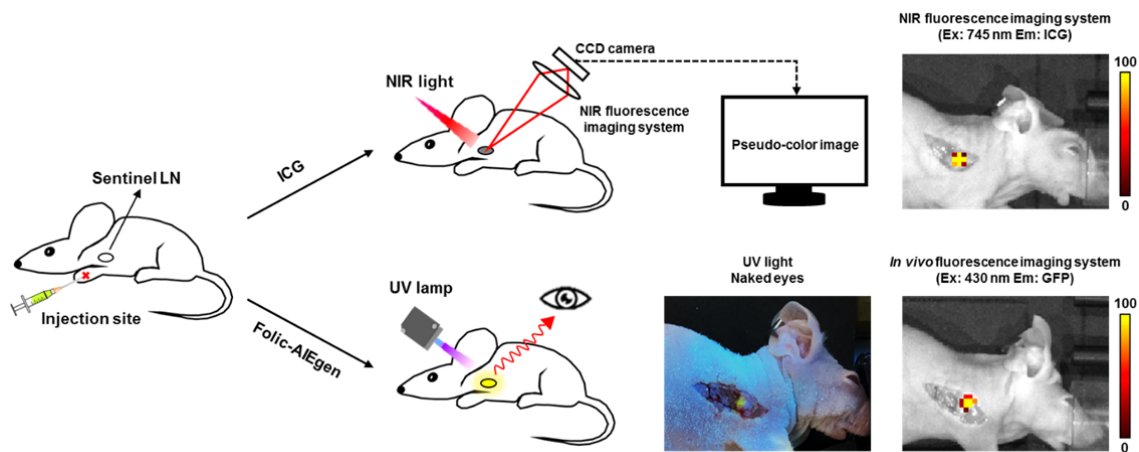 NIR fluorescence imaging system
(Ex: 745 nm Em: ICG)
100
0
CCD camera
NIR light
NIR fluorescence
imaging system
Pseudo-color image
ICG
Sentinel LN
Injection site
Folic-AIEgen
UV lamp
UV light
Naked eyes
In vivo fluorescence imaging system
(Ex: 430 nm Em: GFP)
100
0